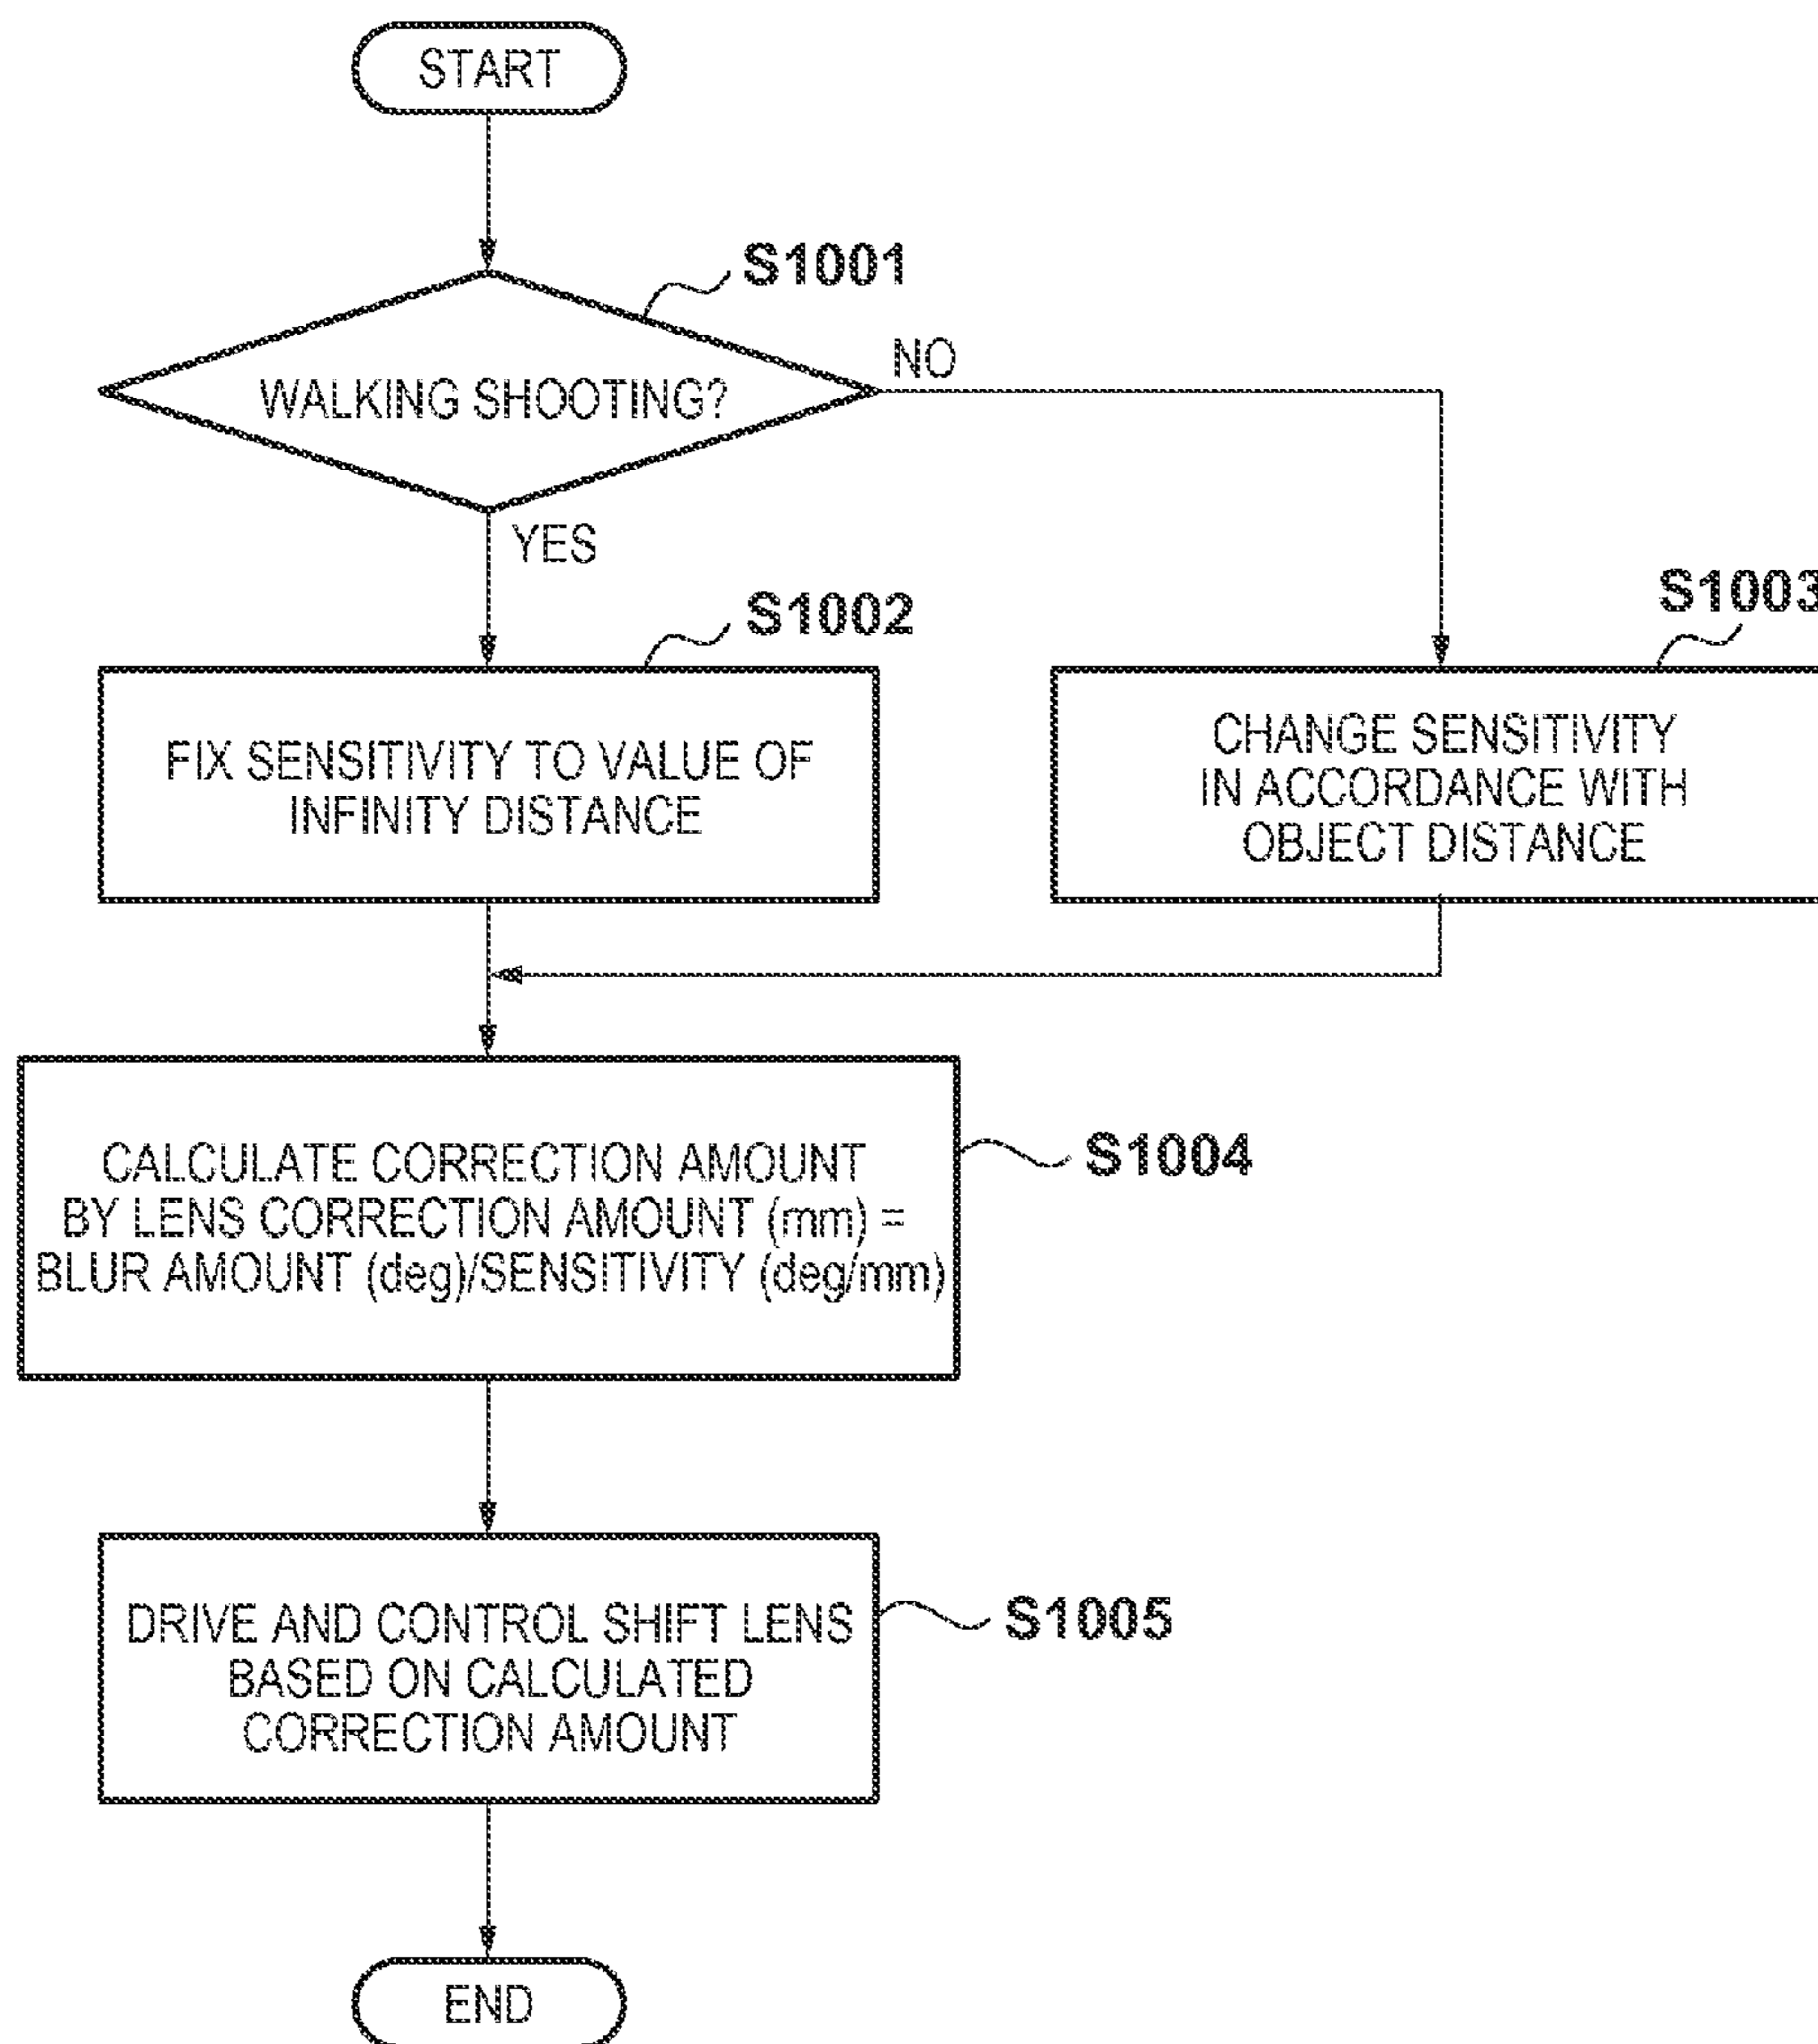 START
S1001
WALKING SHOOTING?
NO
YES
S1002
S1003
FIX SENSITIVITY TO VALUE OF
INFINITY DISTANCE
CHANGE SENSITIVITY
IN ACCORDANCE WITH
OBJECT DISTANCE
CALCULATE CORRECTION AMOUNT
BY LENS CORRECTION AMOUNT (mm) =
BLUR AMOUNT (deg)/SENSITIVITY (deg/mm)
S1004
DRIVE AND CONTROL SHIFT LENS
BASED ON CALCULATED
CORRECTION AMOUNT
S1005
END